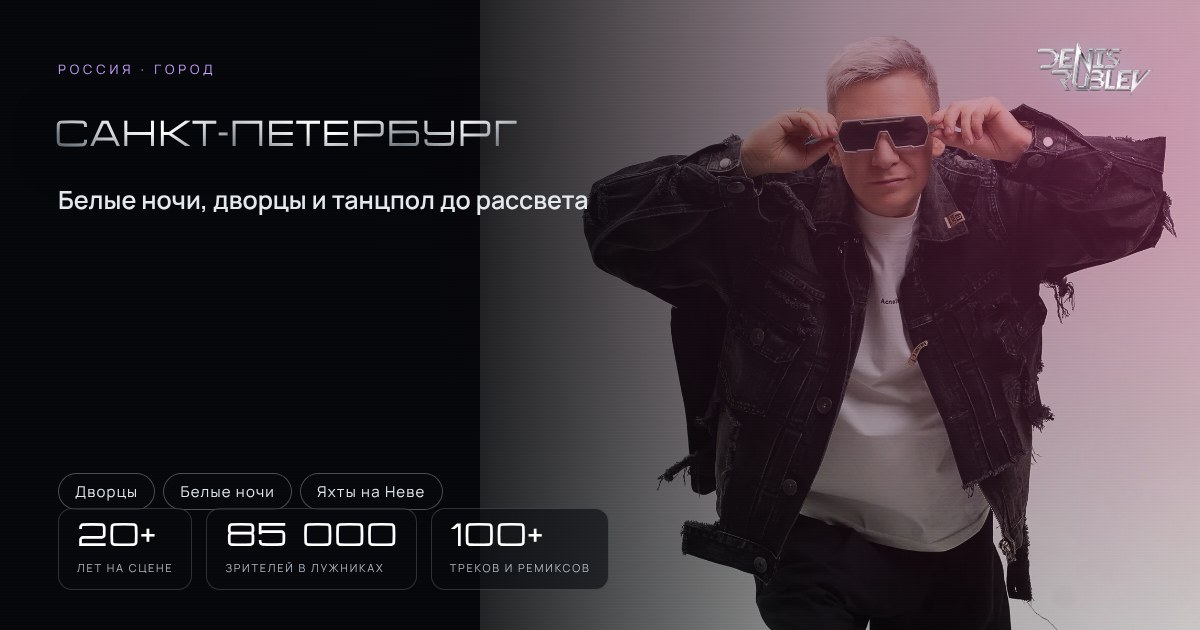 РОССИЯ · ГОРОД
DENIS
RUBLEV
САНКТ-ПЕТЕРБУРГ
Белые ночи, дворцы и танцпол до рассвета
Дворцы Белые ночи Яхты на Неве
20+ 85 000 100+
ЛЕТ НА СЦЕНЕ ЗРИТЕЛЕЙ В ЛУЖНИКАХ ТРЕКОВ И РЕМИКСОВ